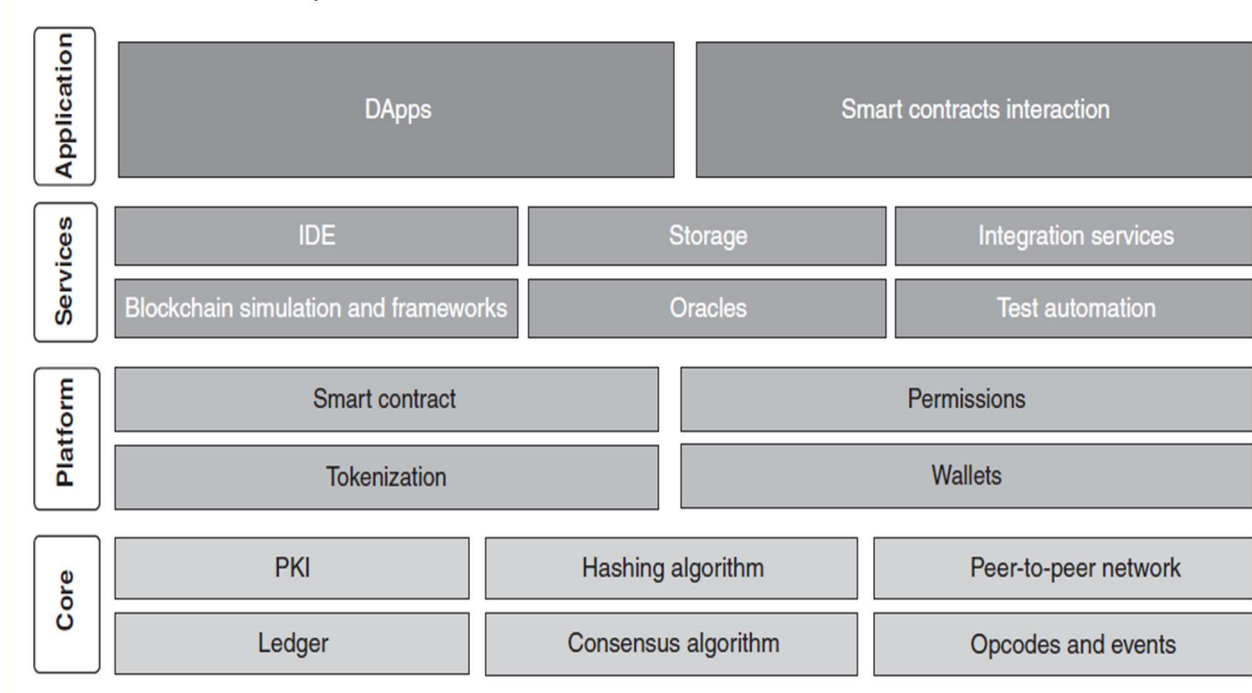 Application
DApps
Smart contracts interaction
Services
IDE
Storage
Integration services
Blockchain simulation and frameworks
Oracles
Test automation
Platform
Smart contract
Permissions
Tokenization
Wallets
Core
PKI
Hashing algorithm
Peer-to-peer network
Ledger
Consensus algorithm
Opcodes and events